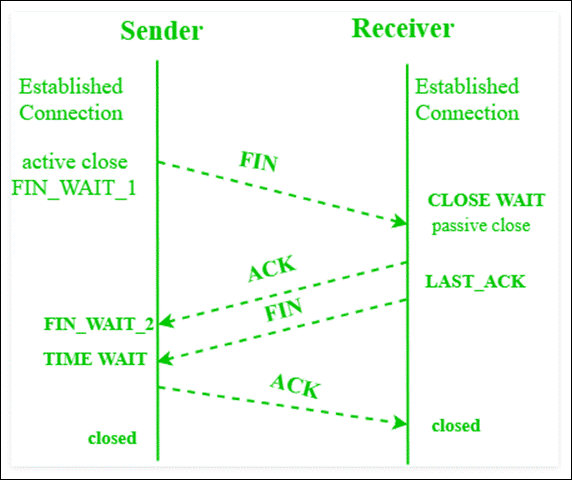 Sender
Receiver
Established
Connection
Established
Connection
active close
FIN_WAIT_1
FIN
CLOSE WAIT
passive close
ACK
LAST_ACK
FIN
FIN_WAIT_2
TIME WAIT
ACK
closed
closed